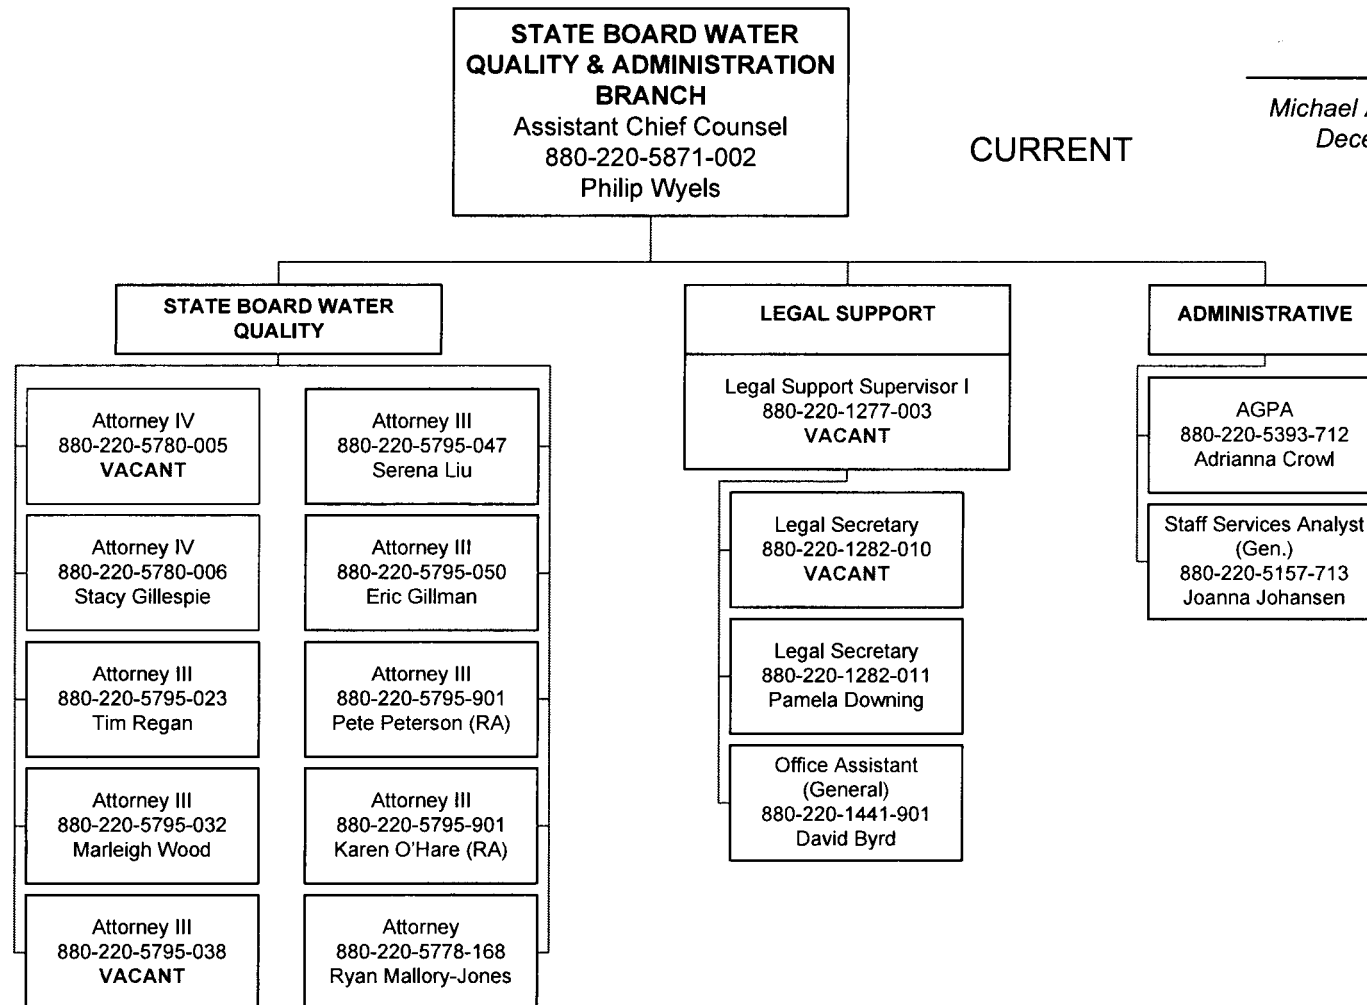 STATE BOARD WATER
QUALITY & ADMINISTRATION
BRANCH
Assistant Chief Counsel
880-220-5871-002
Philip Wyels
CURRENT
Michael
Dece
STATE BOARD WATER
QUALITY
Attorney IV
880-220-5780-005
VACANT
Attorney IV
880-220-5780-006
Stacy Gillespie
Attorney III
880-220-5795-023
Tim Regan
Attorney III
880-220-5795-032
Marleigh Wood
Attorney III
880-220-5795-038
VACANT
Attorney III
880-220-5795-047
Serena Liu
Attorney III
880-220-5795-050
Eric Gillman
Attorney III
880-220-5795-901
Pete Peterson (RA)
Attorney III
880-220-5795-901
Karen O'Hare (RA)
Attorney
880-220-5778-168
Ryan Mallory-Jones
LEGAL SUPPORT
Legal Support Supervisor I
880-220-1277-003
VACANT
Legal Secretary
880-220-1282-010
VACANT
Legal Secretary
880-220-1282-011
Pamela Downing
Office Assistant
(General)
880-220-1441-901
David Byrd
ADMINISTRATIVE
AGPA
880-220-5393-712
Adrianna Crowl
Staff Services Analyst
(Gen.)
880-220-5157-713
Joanna Johansen